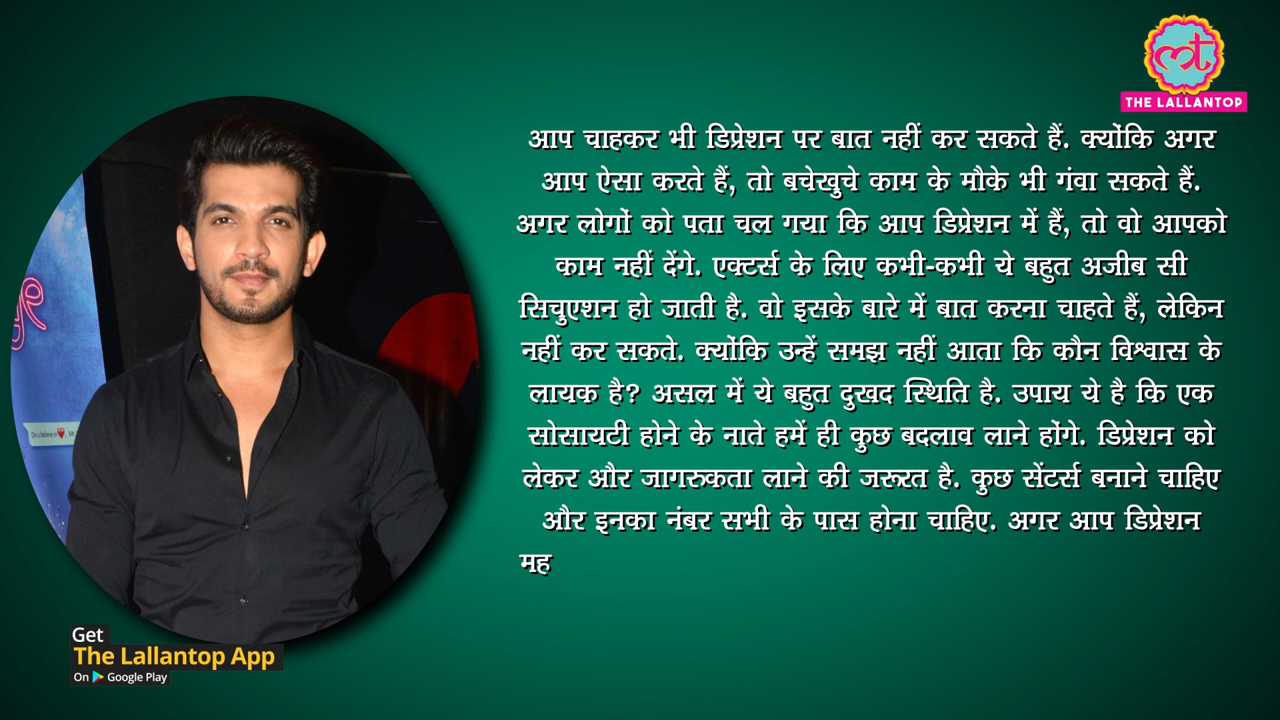 THE LALLANTOP
आप चाहकर भी डिप्रेशन पर बात नहीं कर सकते हैं. क्योंकि अगर
आप ऐसा करते हैं, तो बचेखुचे काम के मौके भी गंवा सकते हैं.
अगर लोगों को पता चल गया कि आप डिप्रेशन में हैं, तो वो आपको
काम नहीं देंगे. एक्टर्स के लिए कभी-कभी ये बहुत अजीब सी
सिचुएशन हो जाती है. वो इसके बारे में बात करना चाहते हैं, लेकिन
नहीं कर सकते. क्योंकि उन्हें समझ नहीं आता कि कौन विश्वास के
लायक है? असल में ये बहुत दुखद स्थिति है. उपाय ये है कि एक
सोसायटी होने के नाते हमें ही कुछ बदलाव लाने होंगे. डिप्रेशन को
लेकर और जागरुकता लाने की जरूरत है. कुछ सेंटर्स बनाने चाहिए
और इनका नंबर सभी के पास होना चाहिए. अगर आप डिप्रेशन
मह
Get
The Lallantop App
On Google Play